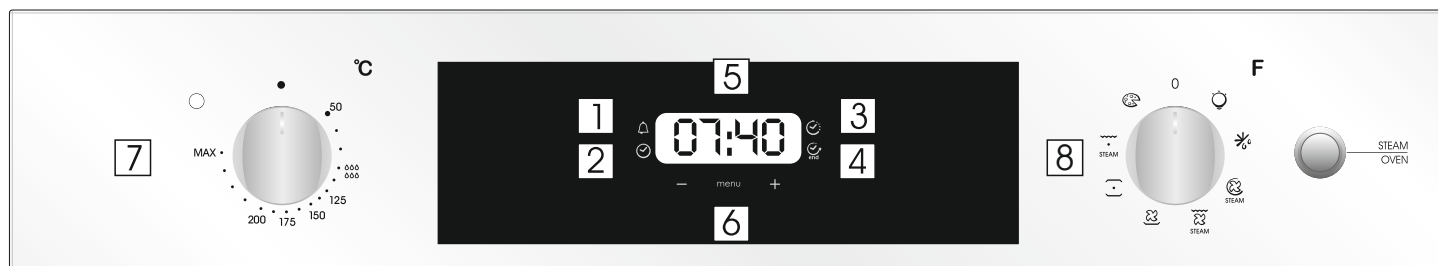 °C
F
5
0
50
1
3
07:40
7
MAX
2
end
4
8
STEAM
STEAM
OVEN
- menu +
125
STEAM
150
200
175
6
STEAM